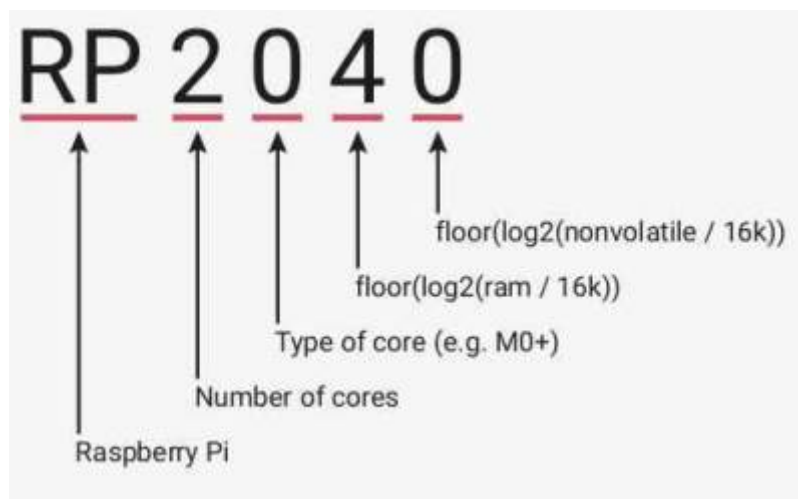 RP 2 0 4 0
floor(log2(nonvolatile / 16k))
floor(log2(ram / 16k))
Type of core (e.g. M0+)
Number of cores
Raspberry Pi